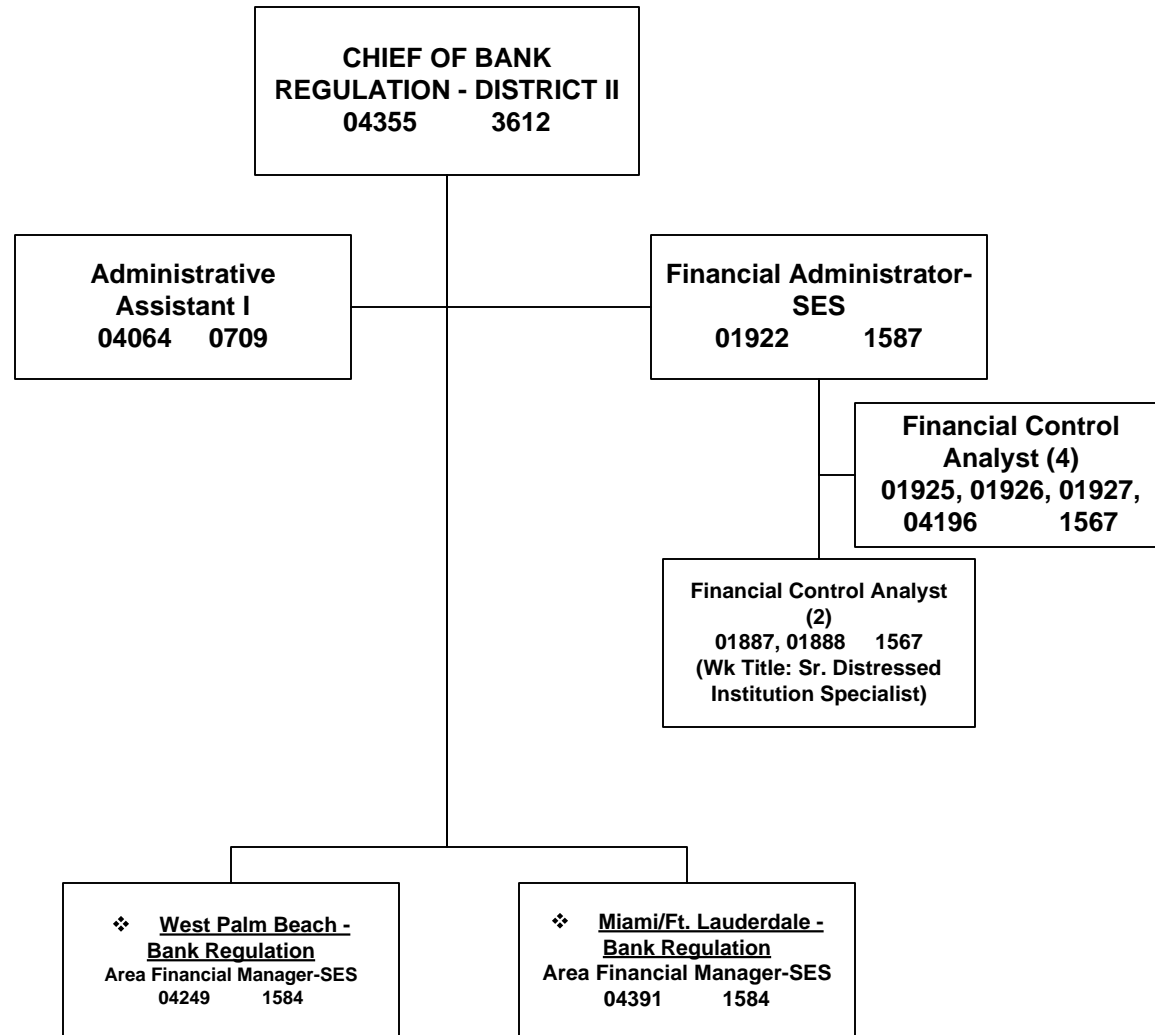 CHIEF OF BANK
REGULATION - DISTRICT II
04355 3612
Administrative
Assistant I
04064 0709
Financial Administrator-
SES
01922 1587
Financial Control
Analyst (4)
01925, 01926, 01927,
04196 1567
Financial Control Analyst
(2)
01887, 01888 1567
(Wk Title: Sr. Distressed
Institution Specialist)
❖ West Palm Beach -
Bank Regulation
Area Financial Manager-SES
04249 1584
❖ Miami/Ft. Lauderdale -
Bank Regulation
Area Financial Manager-SES
04391 1584